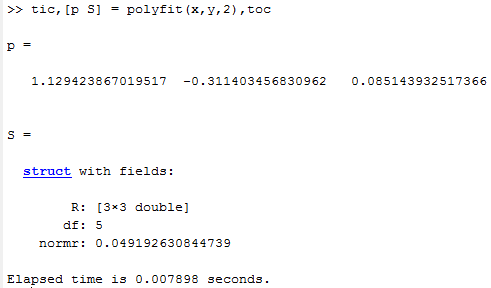 >> tic,[p S] = polyfit(x,y,2),toc
p =
1.129423867019517 -0.311403456830962 0.085143932517366
S =
struct with fields:
R: [3×3 double]
df: 5
normr: 0.049192630844739
Elapsed time is 0.007898 seconds.